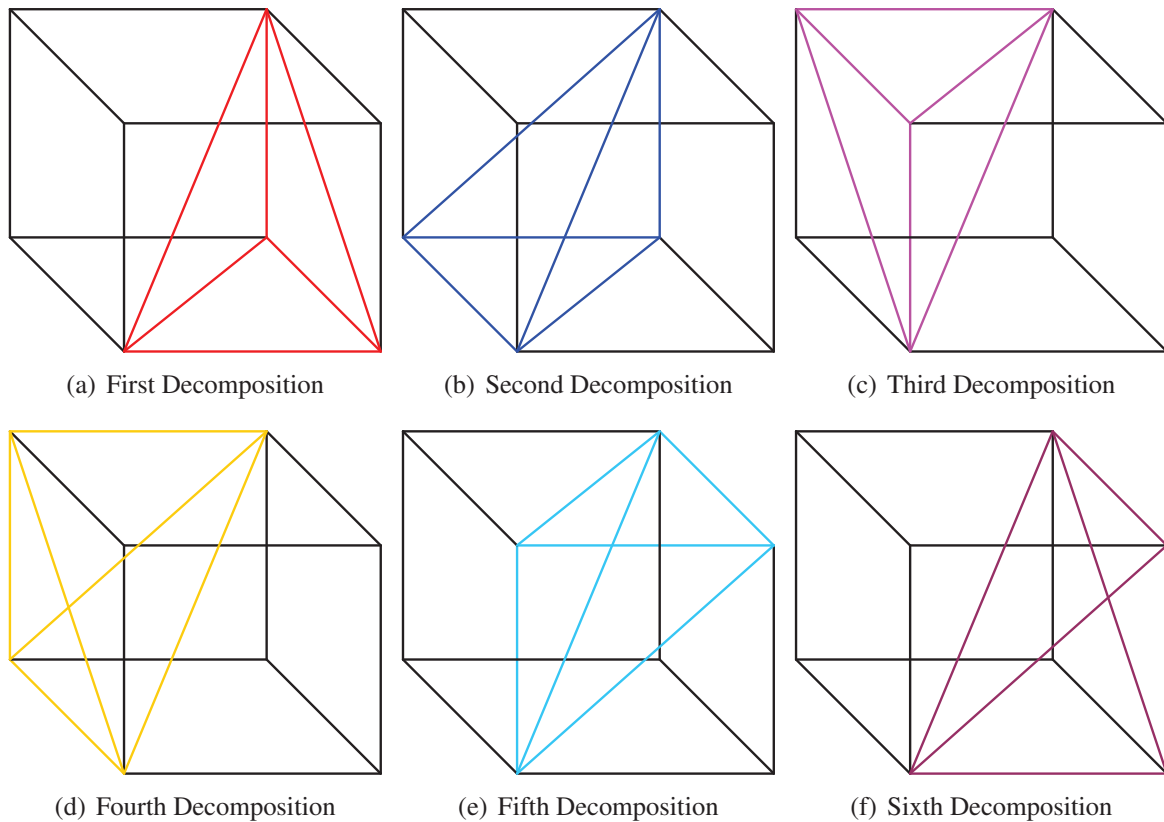 (a) First Decomposition
(b) Second Decomposition
(c) Third Decomposition
(d) Fourth Decomposition
(e) Fifth Decomposition
(f) Sixth Decomposition